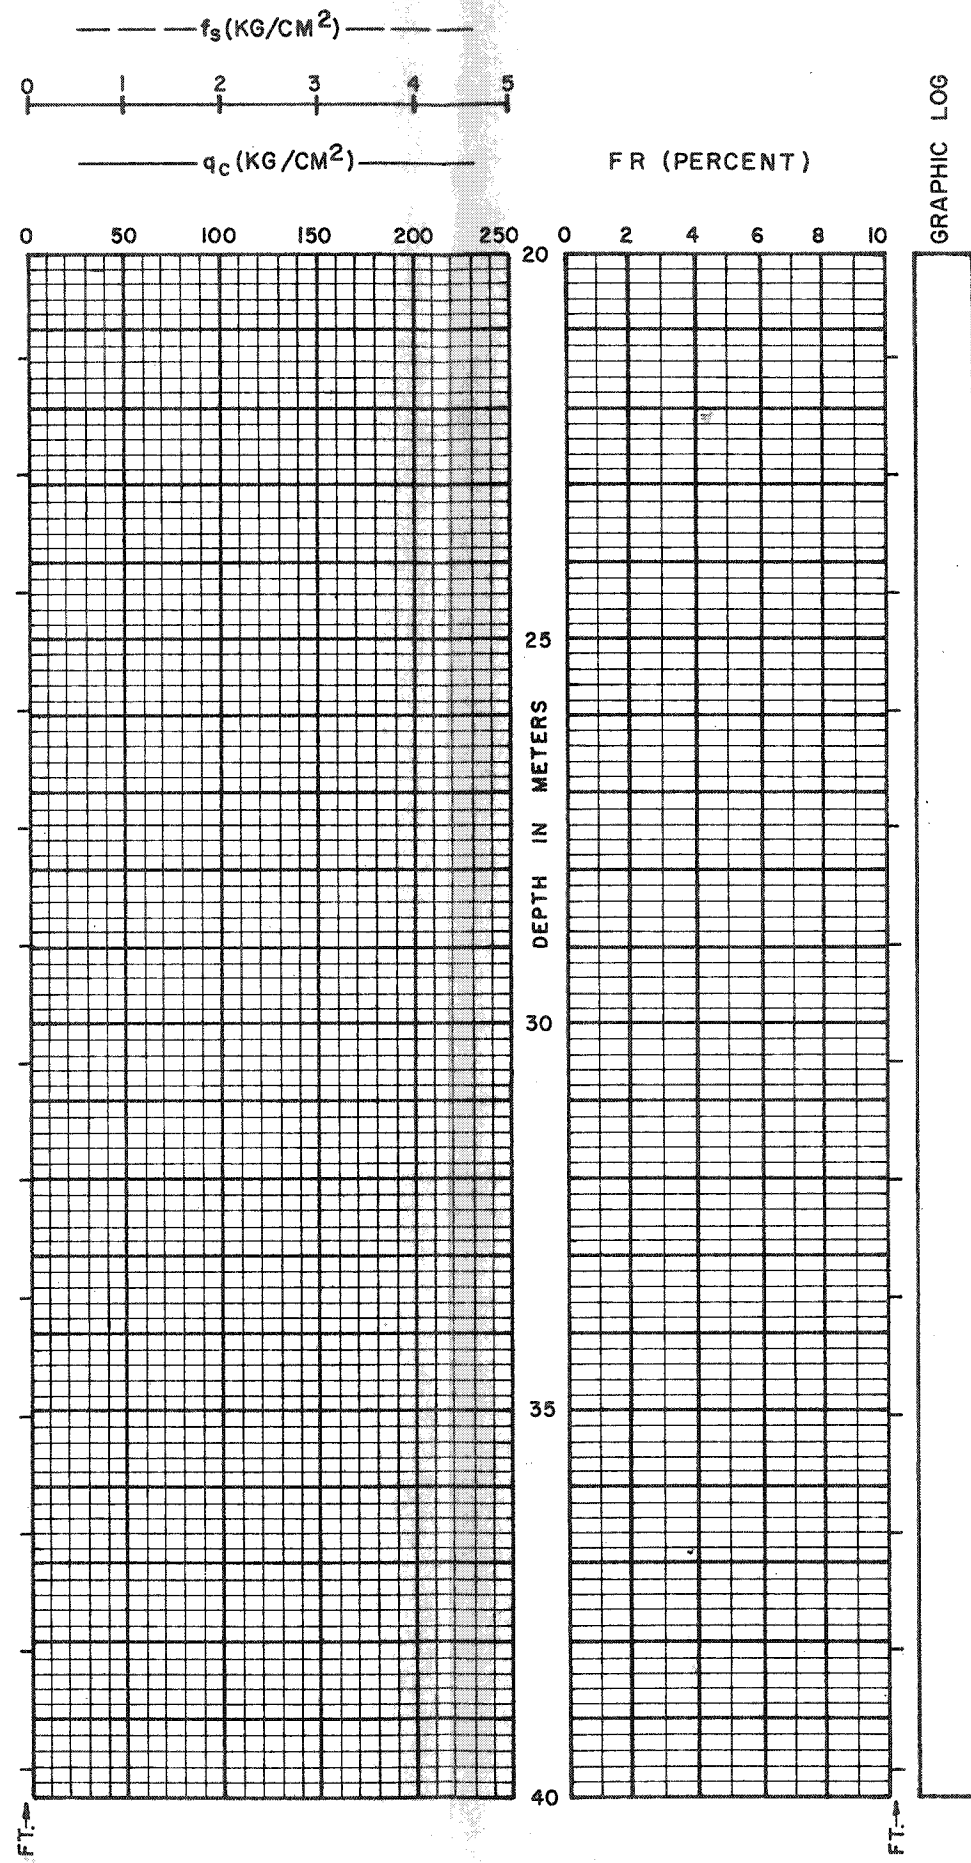 fs(KG/CM2)
0 1 2 3 4 5
qc(KG/CM2)
FR (PERCENT)
GRAPHIC LOG
0 50 100 150 200 250
0 2 4 6 8 10
20
25
DEPTH IN METERS
30
35
40
FT.
FT.